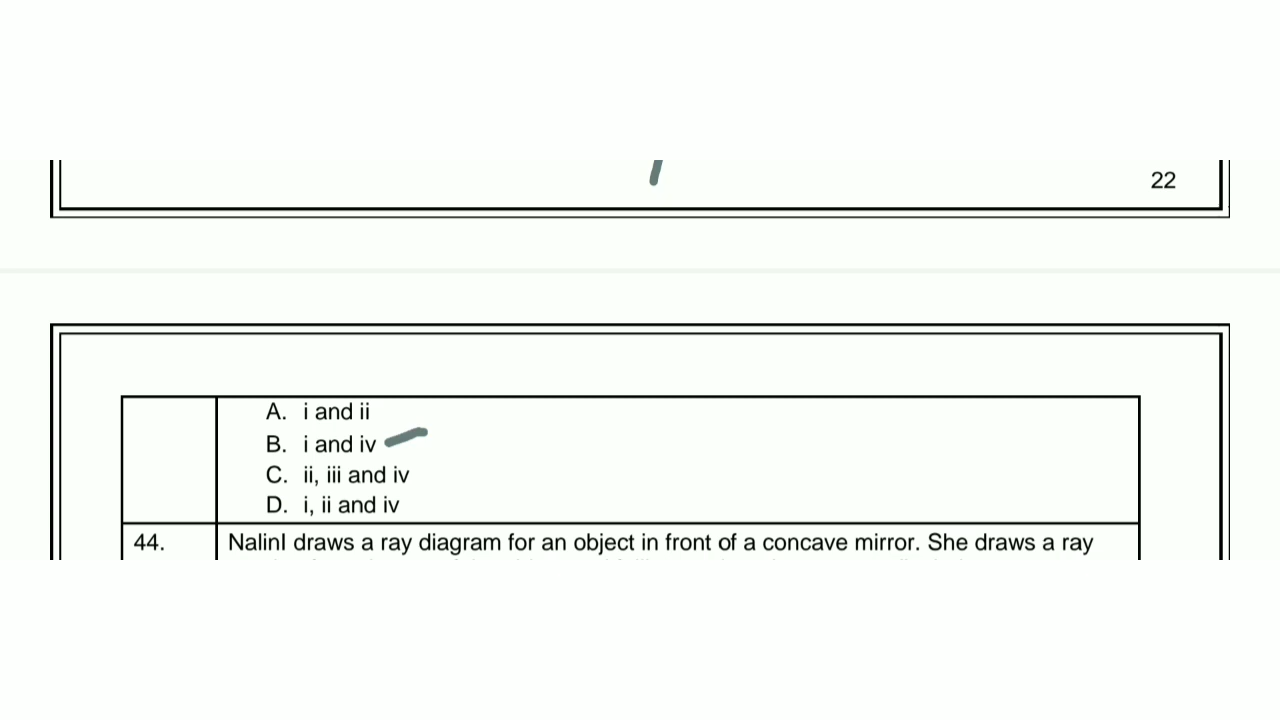 22
A. i and ii
B. i and iv
C. ii, iii and iv
D. i, ii and iv
44. NalinI draws a ray diagram for an object in front of a concave mirror. She draws a ray